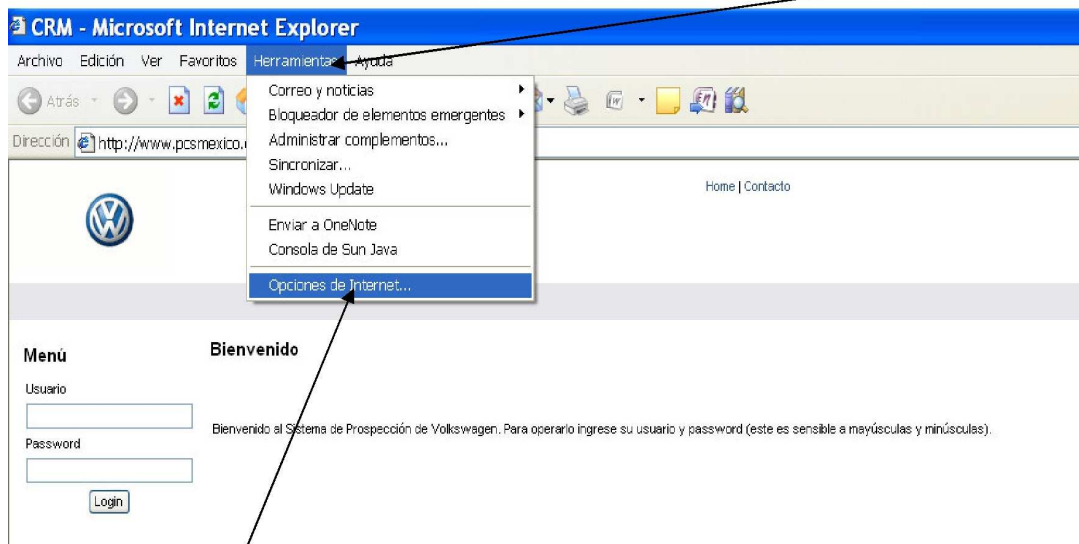 CRM - Microsoft Internet Explorer
Archivo Edición Ver Favoritos Herramientas Ayuda
Atrás
Correo y noticias
Bloqueador de elementos emergentes
Administrar complementos...
Sincronizar...
Windows Update
Enviar a OneNote
Consola de Sun Java
Opciones de Internet...
Dirección http://www.pcsmexico.
Home | Contacto
Menú
Usuario
Password
Login
Bienvenido
Bienvenido al Sistema de Prospección de Volkswagen. Para operarlo ingrese su usuario y password (este es sensible a mayúsculas y minúsculas).